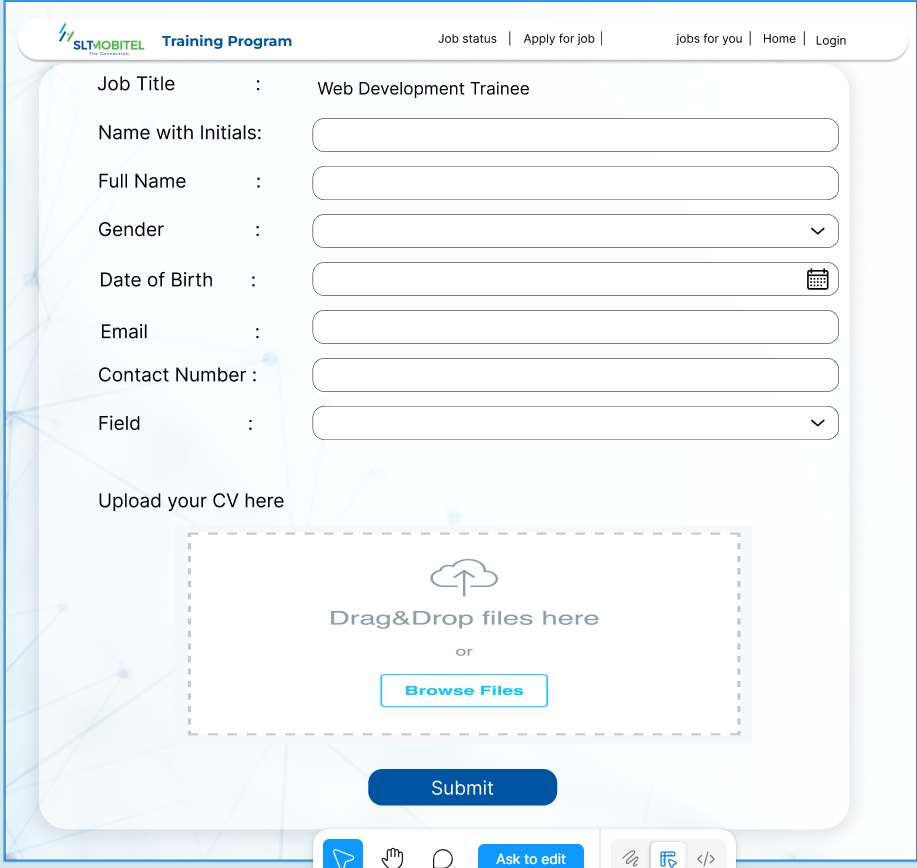 SLTMOBITEL
The Connection
Training Program
Job status | Apply for job |
jobs for you | Home | Login
Job Title : Web Development Trainee
Name with Initials:
Full Name :
Gender :
Date of Birth :
Email :
Contact Number :
Field :
Upload your CV here
Drag&Drop files here
or
Browse Files
Submit
Ask to edit
</>